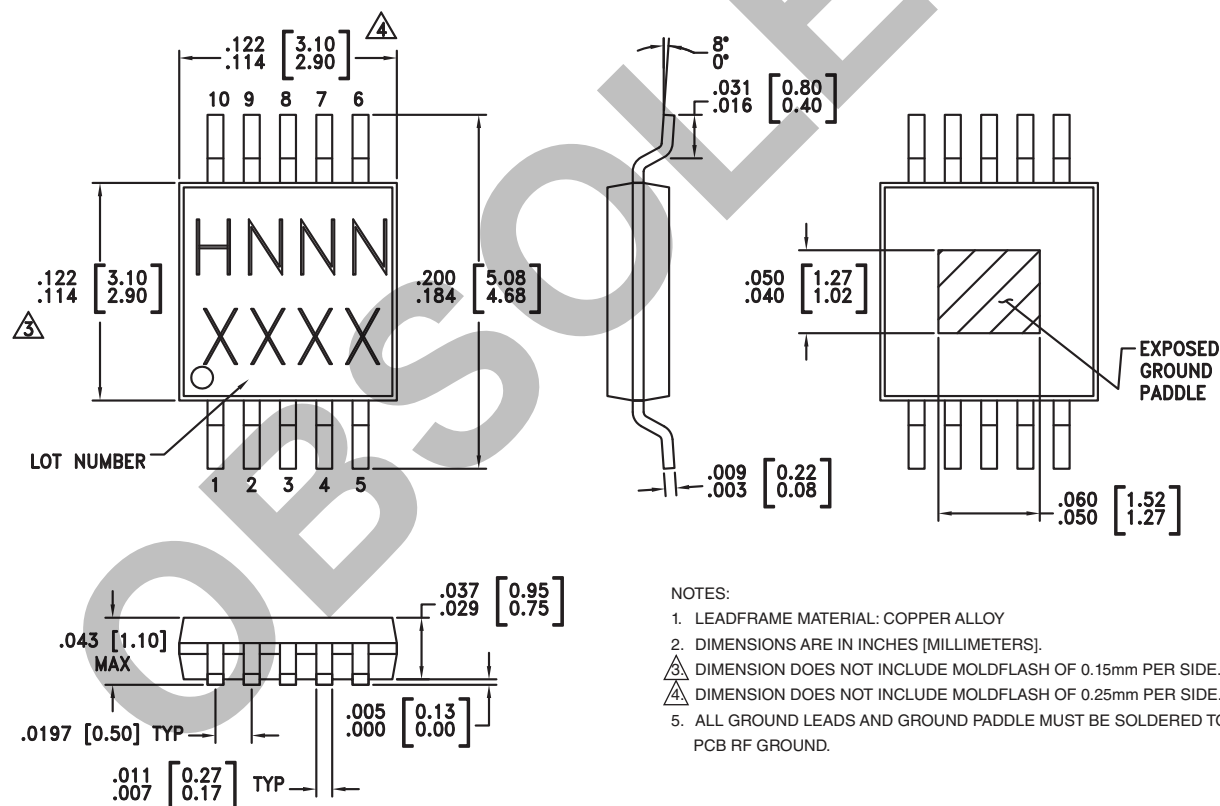 4
.122 [3.10]
.114 [2.90]
10 9 8 7 6
HNNN
XXXX
.122 [3.10]
.114 [2.90]
3
.200 [5.08]
.184 [4.68]
LOT NUMBER
1 2 3 4 5
8°
0°
.031 [0.80]
.016 [0.40]
.009 [0.22]
.003 [0.08]
.050 [1.27]
.040 [1.02]
EXPOSED
GROUND
PADDLE
.060 [1.52]
.050 [1.27]
.043 [1.10]
MAX
.037 [0.95]
.029 [0.75]
.0197 [0.50] TYP
.005 [0.13]
.000 [0.00]
.011 [0.27]
.007 [0.17] TYP
NOTES:
1. LEADFRAME MATERIAL: COPPER ALLOY
2. DIMENSIONS ARE IN INCHES [MILLIMETERS].
3. DIMENSION DOES NOT INCLUDE MOLDFLASH OF 0.15mm PER SIDE.
4. DIMENSION DOES NOT INCLUDE MOLDFLASH OF 0.25mm PER SIDE.
5. ALL GROUND LEADS AND GROUND PADDLE MUST BE SOLDERED TO
PCB RF GROUND.
OBSOLE